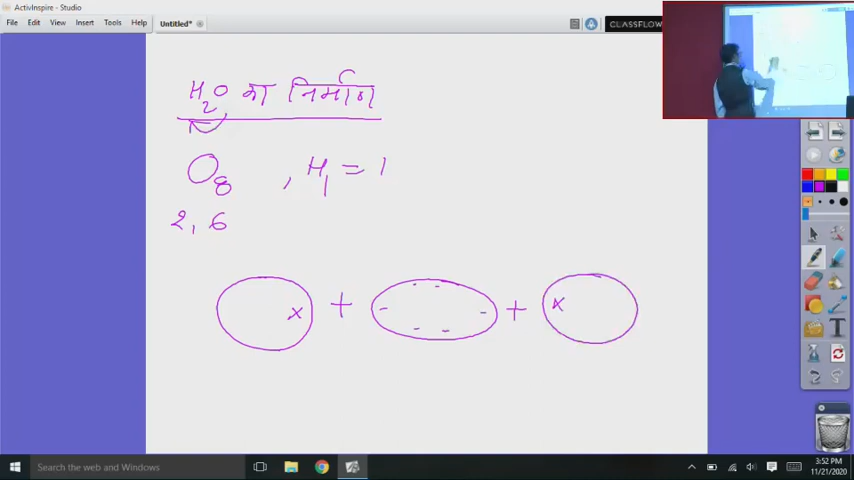 ActivInspire - Studio
File Edit View Insert Tools Help
Untitled*
CLASSFLOW
H₂O का निर्माण
O₈ , H₁ = 1
2, 6
x + - - - - - - + x
T
Search the web and Windows
3:52 PM
11/21/2020